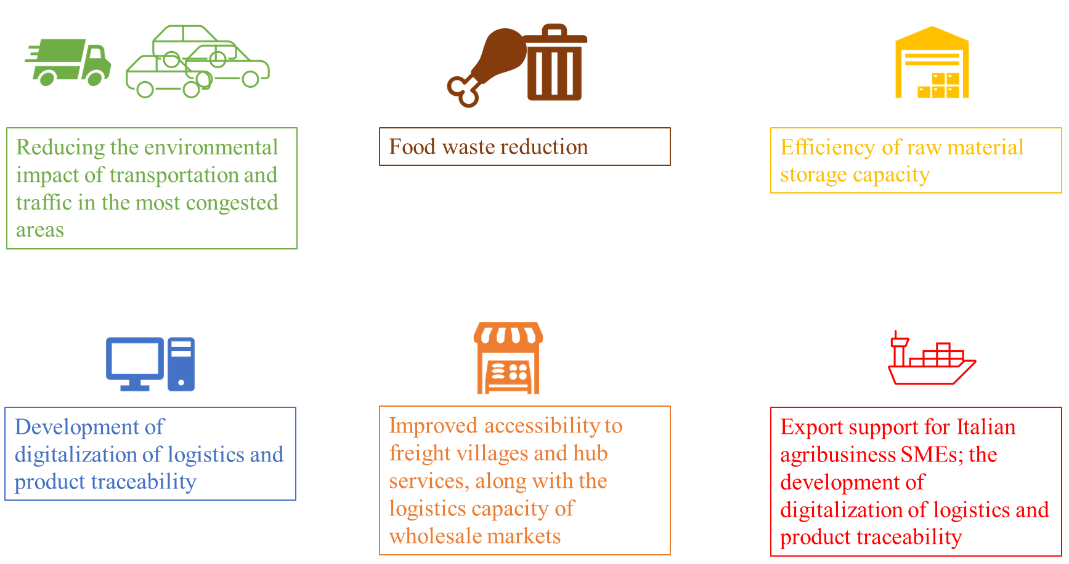 Reducing the environmental
impact of transportation and
traffic in the most congested
areas
Food waste reduction
Efficiency of raw material
storage capacity
Development of
digitalization of logistics and
product traceability
Improved accessibility to
freight villages and hub
services, along with the
logistics capacity of
wholesale markets
Export support for Italian
agribusiness SMEs; the
development of
digitalization of logistics and
product traceability